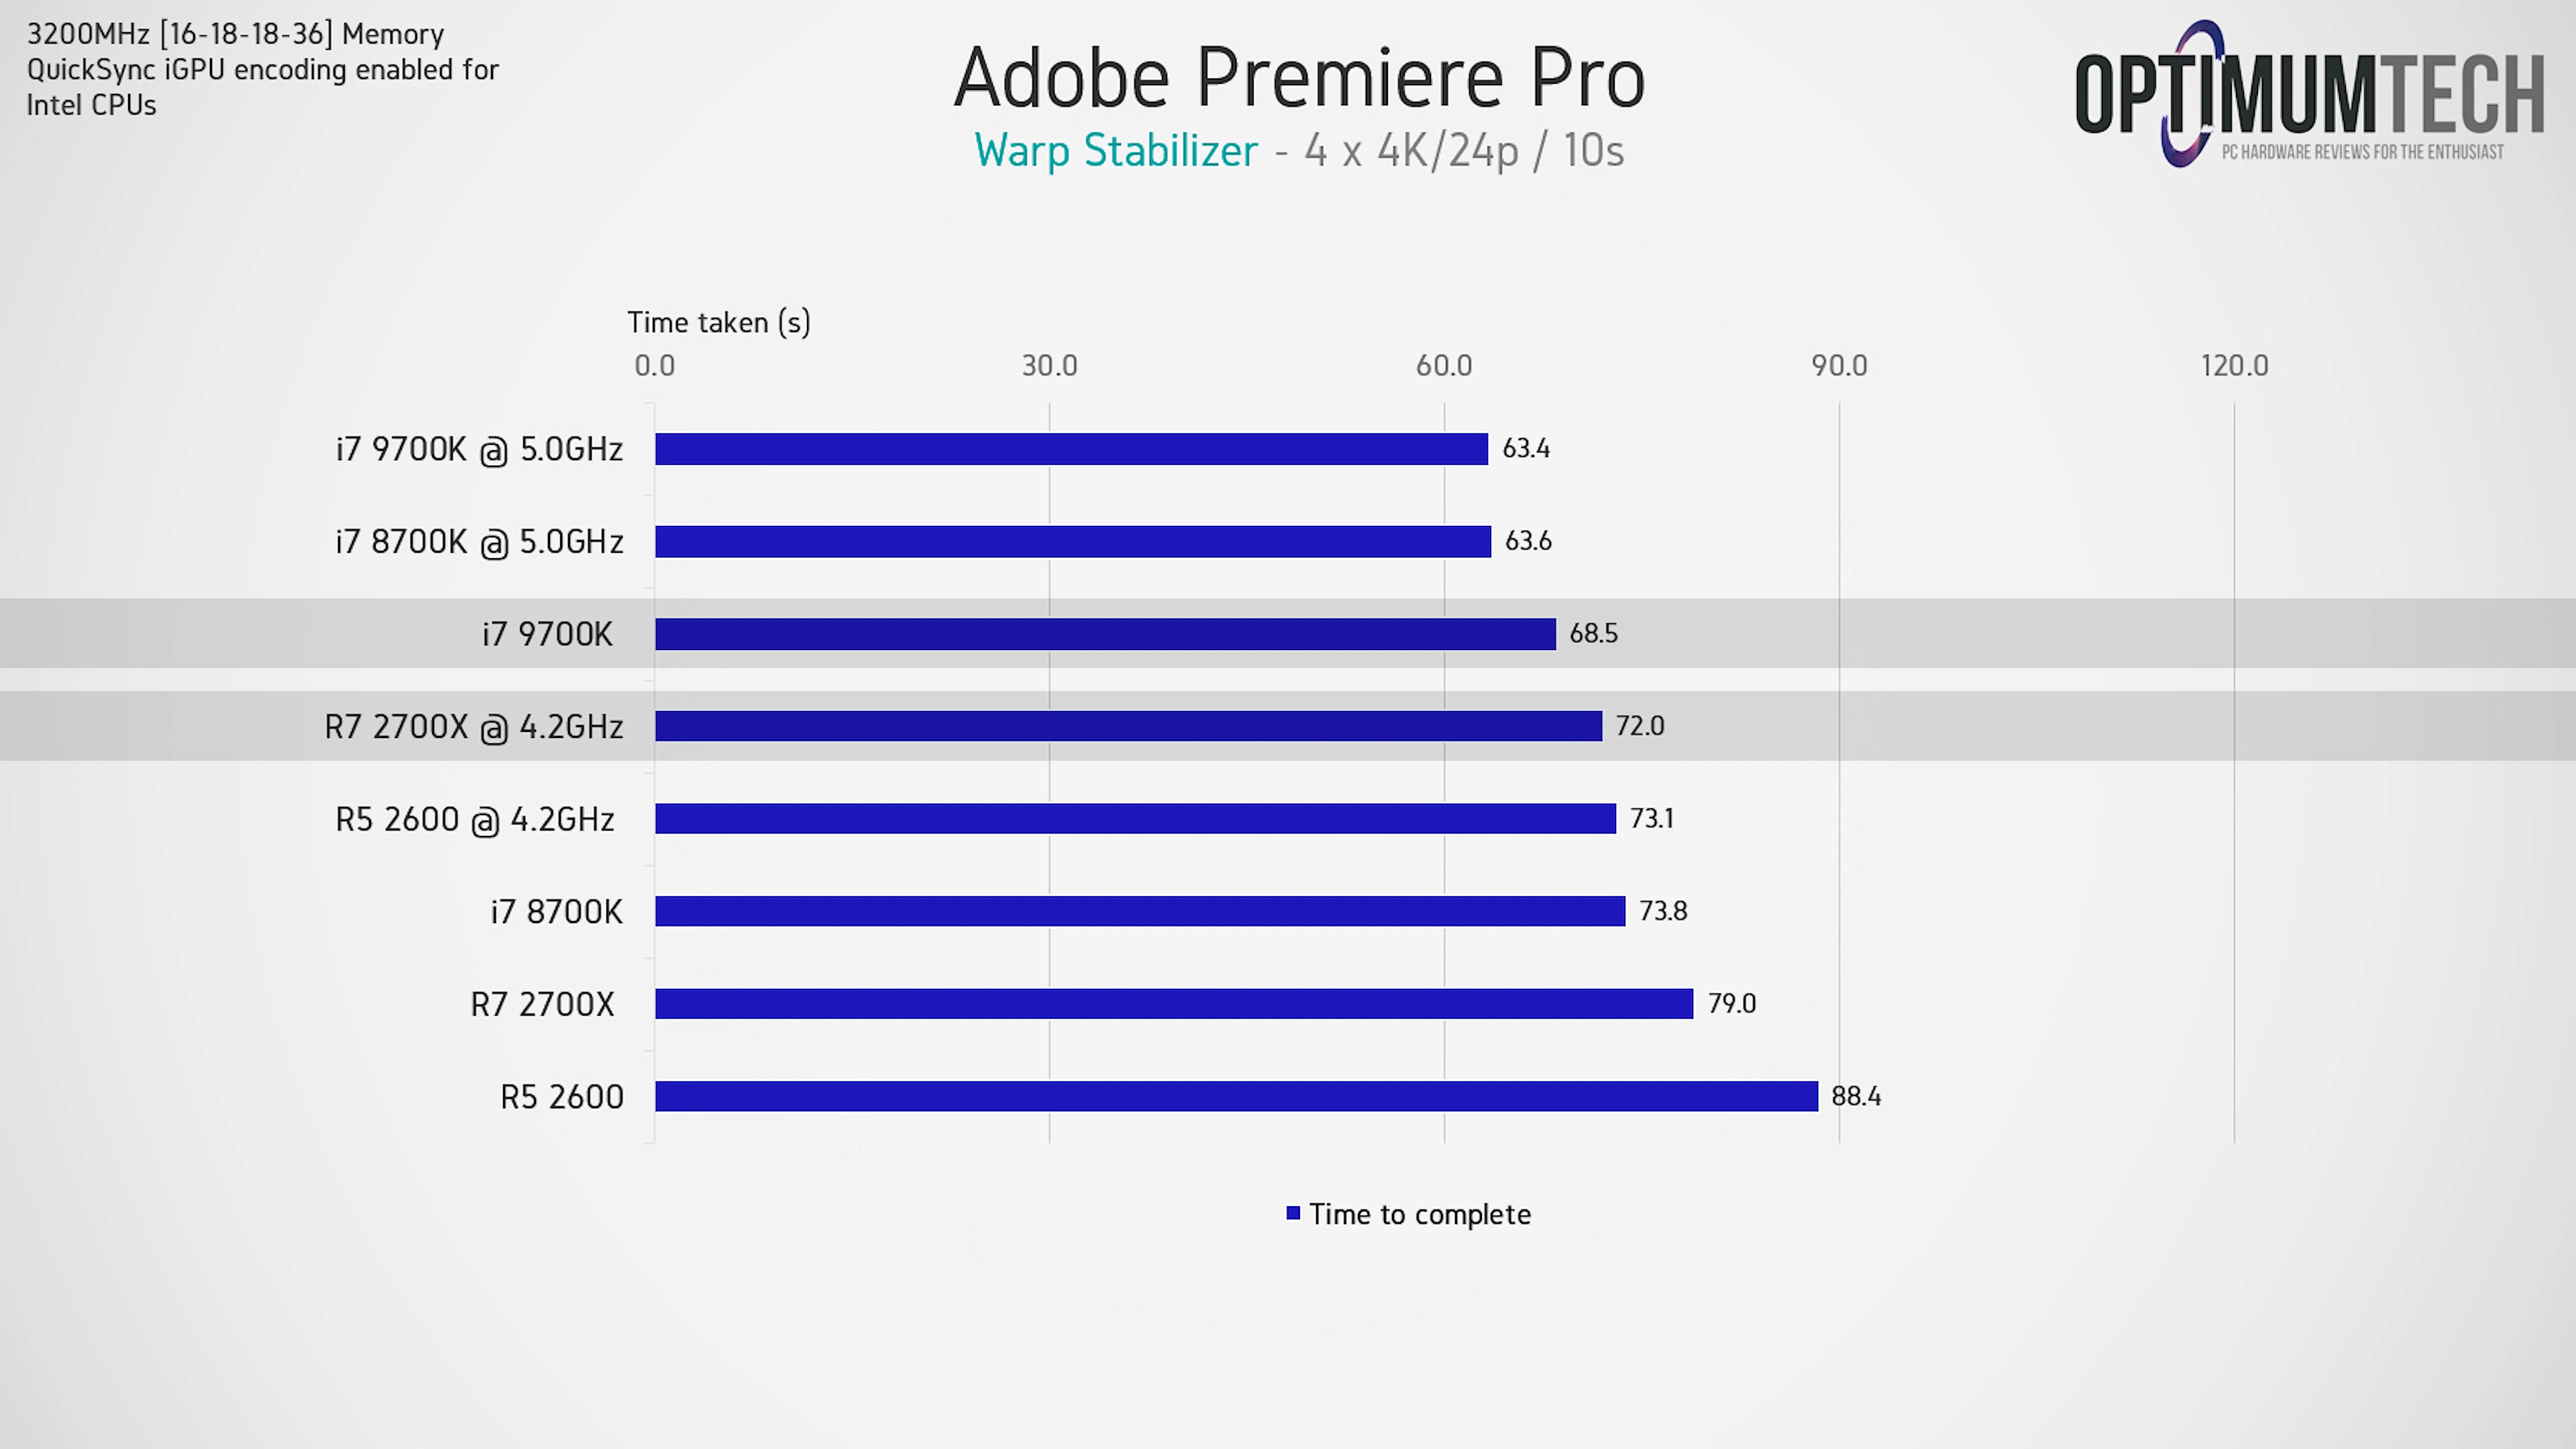 3200MHz [16-18-18-36] Memory
QuickSync iGPU encoding enabled for
Intel CPUs
Adobe Premiere Pro
Warp Stabilizer - 4 x 4K/24p / 10s
OPTIMUMTECH
PC HARDWARE REVIEWS FOR THE ENTHUSIAST
Time taken (s)
0.0 30.0 60.0 90.0 120.0
i7 9700K @ 5.0GHz 63.4
i7 8700K @ 5.0GHz 63.6
i7 9700K 68.5
R7 2700X @ 4.2GHz 72.0
R5 2600 @ 4.2GHz 73.1
i7 8700K 73.8
R7 2700X 79.0
R5 2600 88.4
Time to complete